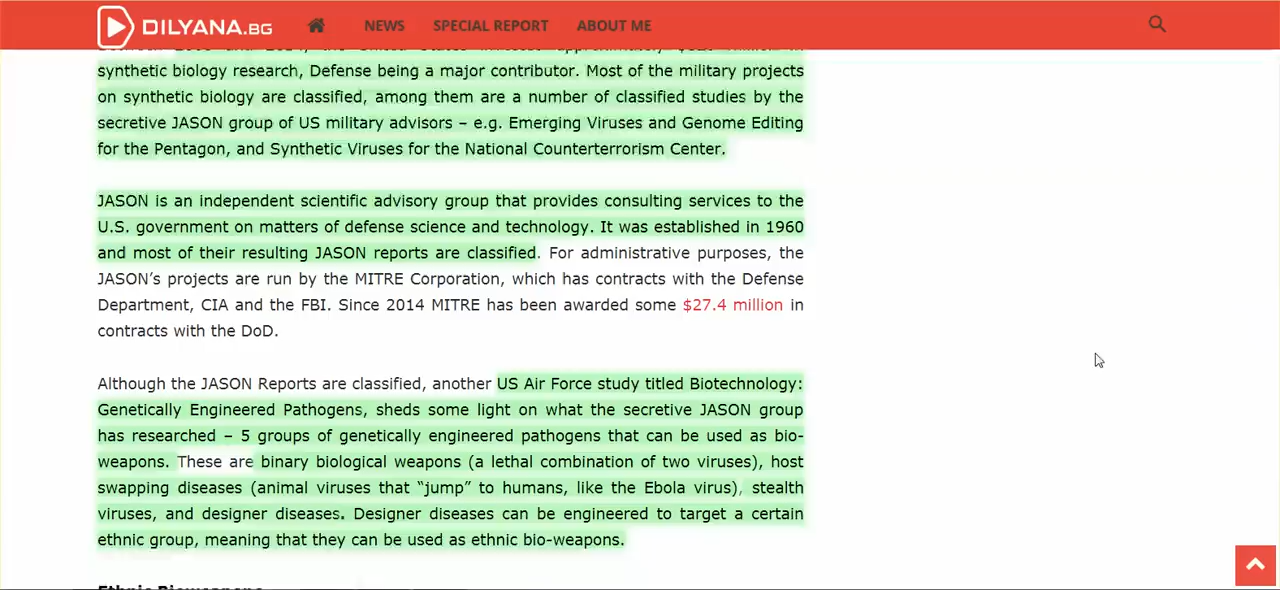 DILYANA.BG
NEWS
SPECIAL REPORT
ABOUT ME
synthetic biology research, Defense being a major contributor. Most of the military projects
on synthetic biology are classified, among them are a number of classified studies by the
secretive JASON group of US military advisors – e.g. Emerging Viruses and Genome Editing
for the Pentagon, and Synthetic Viruses for the National Counterterrorism Center.
JASON is an independent scientific advisory group that provides consulting services to the
U.S. government on matters of defense science and technology. It was established in 1960
and most of their resulting JASON reports are classified. For administrative purposes, the
JASON’s projects are run by the MITRE Corporation, which has contracts with the Defense
Department, CIA and the FBI. Since 2014 MITRE has been awarded some $27.4 million in
contracts with the DoD.
Although the JASON Reports are classified, another US Air Force study titled Biotechnology:
Genetically Engineered Pathogens, sheds some light on what the secretive JASON group
has researched – 5 groups of genetically engineered pathogens that can be used as bio-
weapons. These are binary biological weapons (a lethal combination of two viruses), host
swapping diseases (animal viruses that “jump” to humans, like the Ebola virus), stealth
viruses, and designer diseases. Designer diseases can be engineered to target a certain
ethnic group, meaning that they can be used as ethnic bio-weapons.
Ethnic Bioweapons